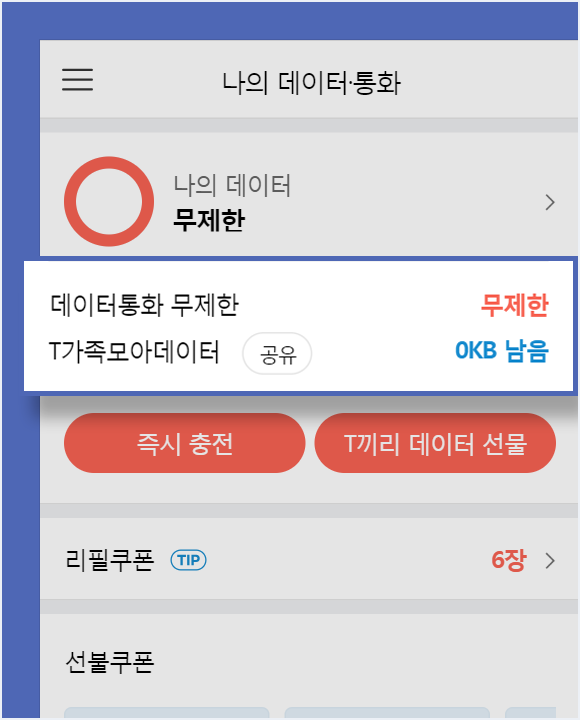 나의 데이터·통화
나의 데이터
무제한
데이터통화 무제한 무제한
T가족모아데이터 공유 0KB 남음
즉시 충전 T끼리 데이터 선물
리필쿠폰 TIP 6장
선불쿠폰